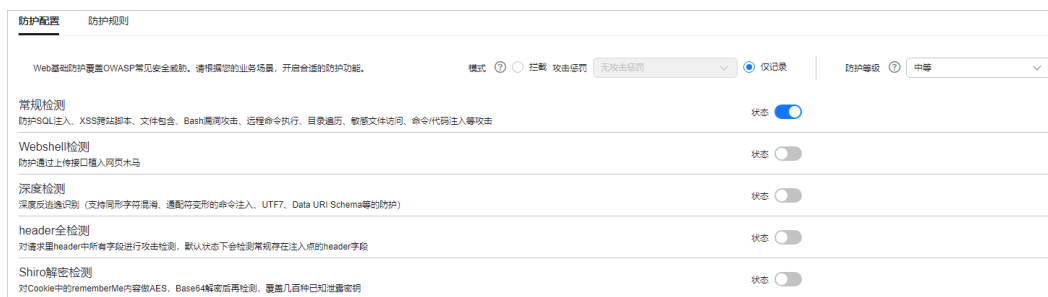 防护配置 防护规则
Web基础防护覆盖OWASP常见安全威胁。请根据您的业务场景，开启合适的防护功能。 模式 ? 拦截 攻击惩罚 无攻击惩罚 仅记录 防护等级 ? 中等
常规检测
状态
防护SQL注入、XSS跨站脚本、文件包含、Bash漏洞攻击、远程命令执行、目录遍历、敏感文件访问、命令/代码注入等攻击
Webshell检测
状态
防护通过上传接口植入网页木马
深度检测
状态
深度反逃逸识别（支持同形字符混淆、通配符变形的命令注入、UTF7、Data URI Schema等的防护）
header全检测
状态
对请求里header中所有字段进行攻击检测，默认状态下会检测常规存在注入点的header字段
Shiro解密检测
状态
对Cookie中的rememberMe内容做AES，Base64解密后再检测，覆盖几百种已知泄露密钥